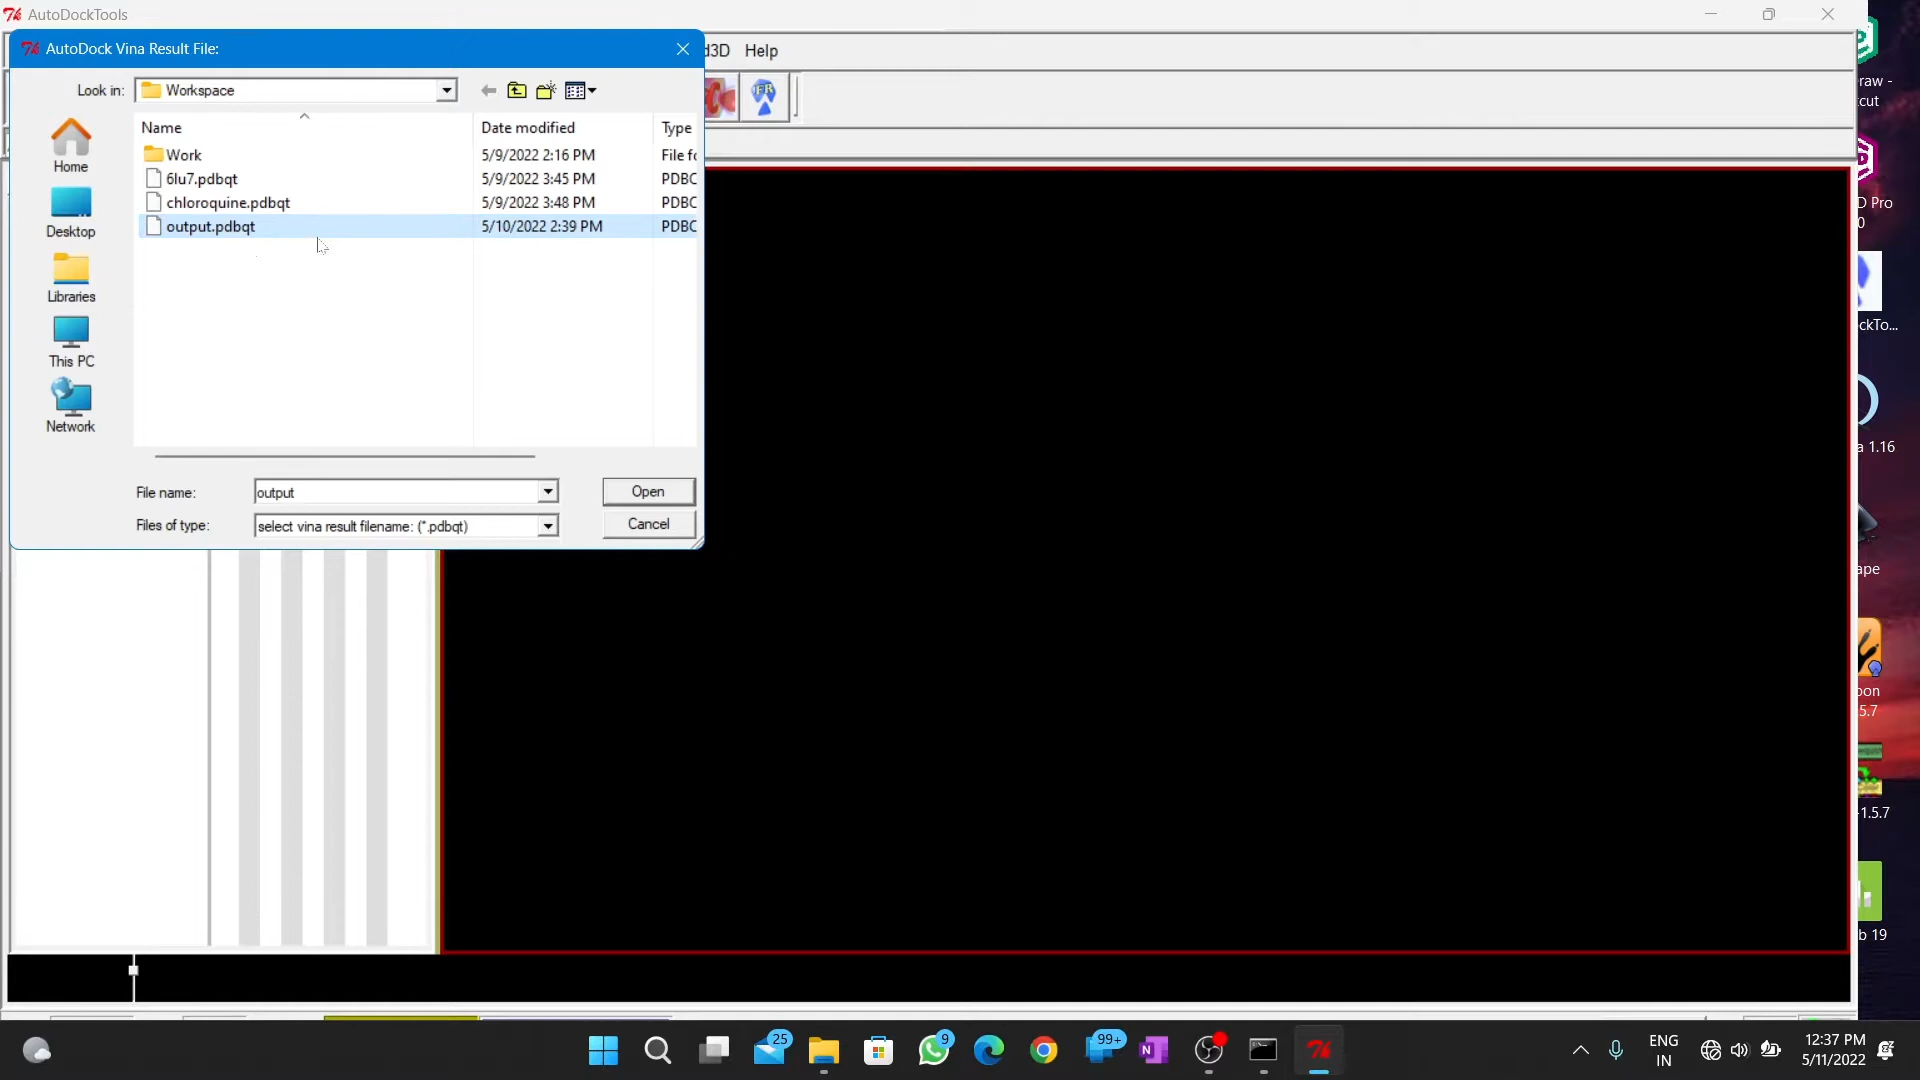 AutoDockTools
AutoDock Vina Result File:
d3D Help
Look in: Workspace
Name Date modified Type
Work 5/9/2022 2:16 PM File fo
6lu7.pdbqt 5/9/2022 3:45 PM PDBC
chloroquine.pdbqt 5/9/2022 3:48 PM PDBC
output.pdbqt 5/10/2022 2:39 PM PDBC
Home
Desktop
Libraries
This PC
Network
File name: output Open
Files of type: select vina result filename: (*.pdbqt) Cancel
FR
raw -
cut
D Pro
0
ckTo...
a 1.16
ape
oon
.5.7
-1.5.7
b 19
25
9
99+
N
ENG
IN
12:37 PM
5/11/2022